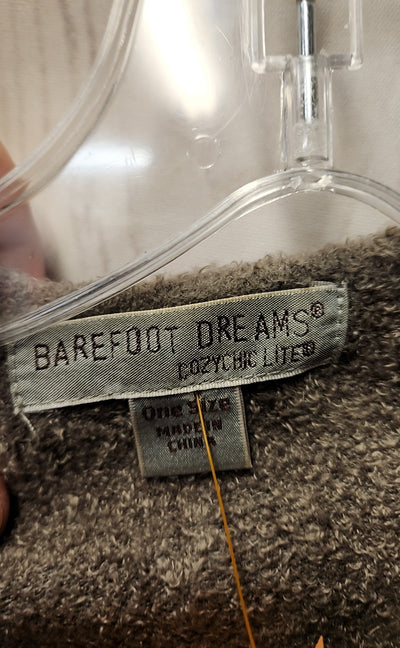 BAREFOOT DREAMS®
COZYCHIC LITE®
One Size
MADE IN
CHINA